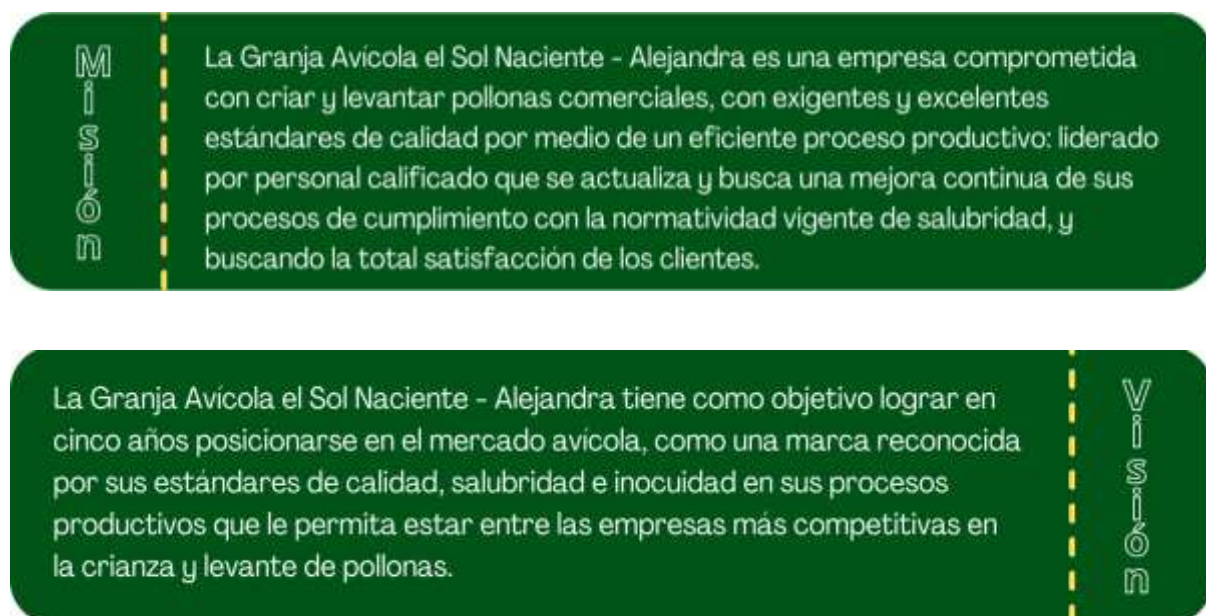 Misión
La Granja Avícola el Sol Naciente - Alejandra es una empresa comprometida
con criar y levantar pollonas comerciales, con exigentes y excelentes
estándares de calidad por medio de un eficiente proceso productivo: liderado
por personal calificado que se actualiza y busca una mejora continua de sus
procesos de cumplimiento con la normatividad vigente de salubridad, y
buscando la total satisfacción de los clientes.
La Granja Avícola el Sol Naciente - Alejandra tiene como objetivo lograr en
cinco años posicionarse en el mercado avícola, como una marca reconocida
por sus estándares de calidad, salubridad e inocuidad en sus procesos
productivos que le permita estar entre las empresas más competitivas en
la crianza y levante de pollonas.
Visión